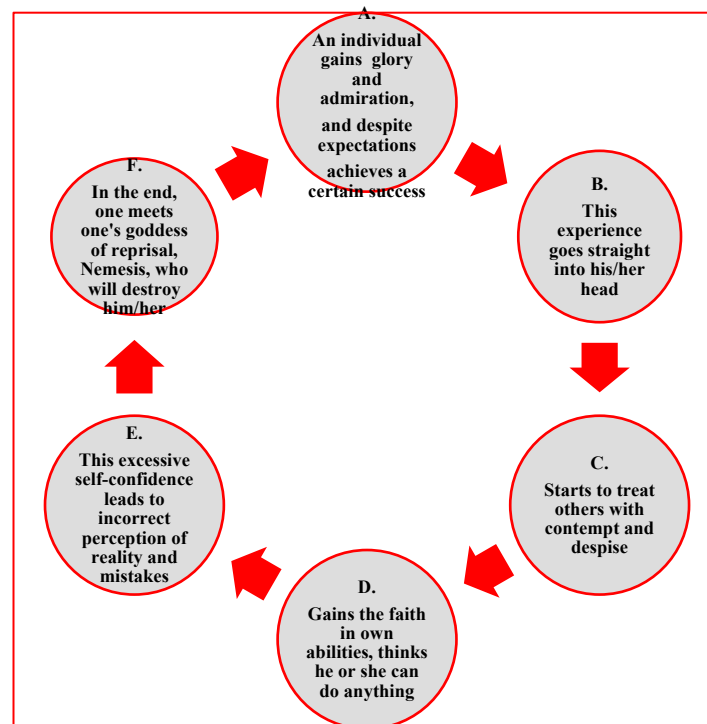 A.
An individual
gains glory
and
admiration,
and despite
expectations
achieves a
certain success
B.
This
experience
goes straight
into his/her
head
C.
Starts to treat
others with
contempt and
despise
D.
Gains the faith
in own
abilities, thinks
he or she can
do anything
E.
This excessive
self-confidence
leads to
incorrect
perception of
reality and
mistakes
F.
In the end,
one meets
one's goddess
of reprisal,
Nemesis, who
will destroy
him/her